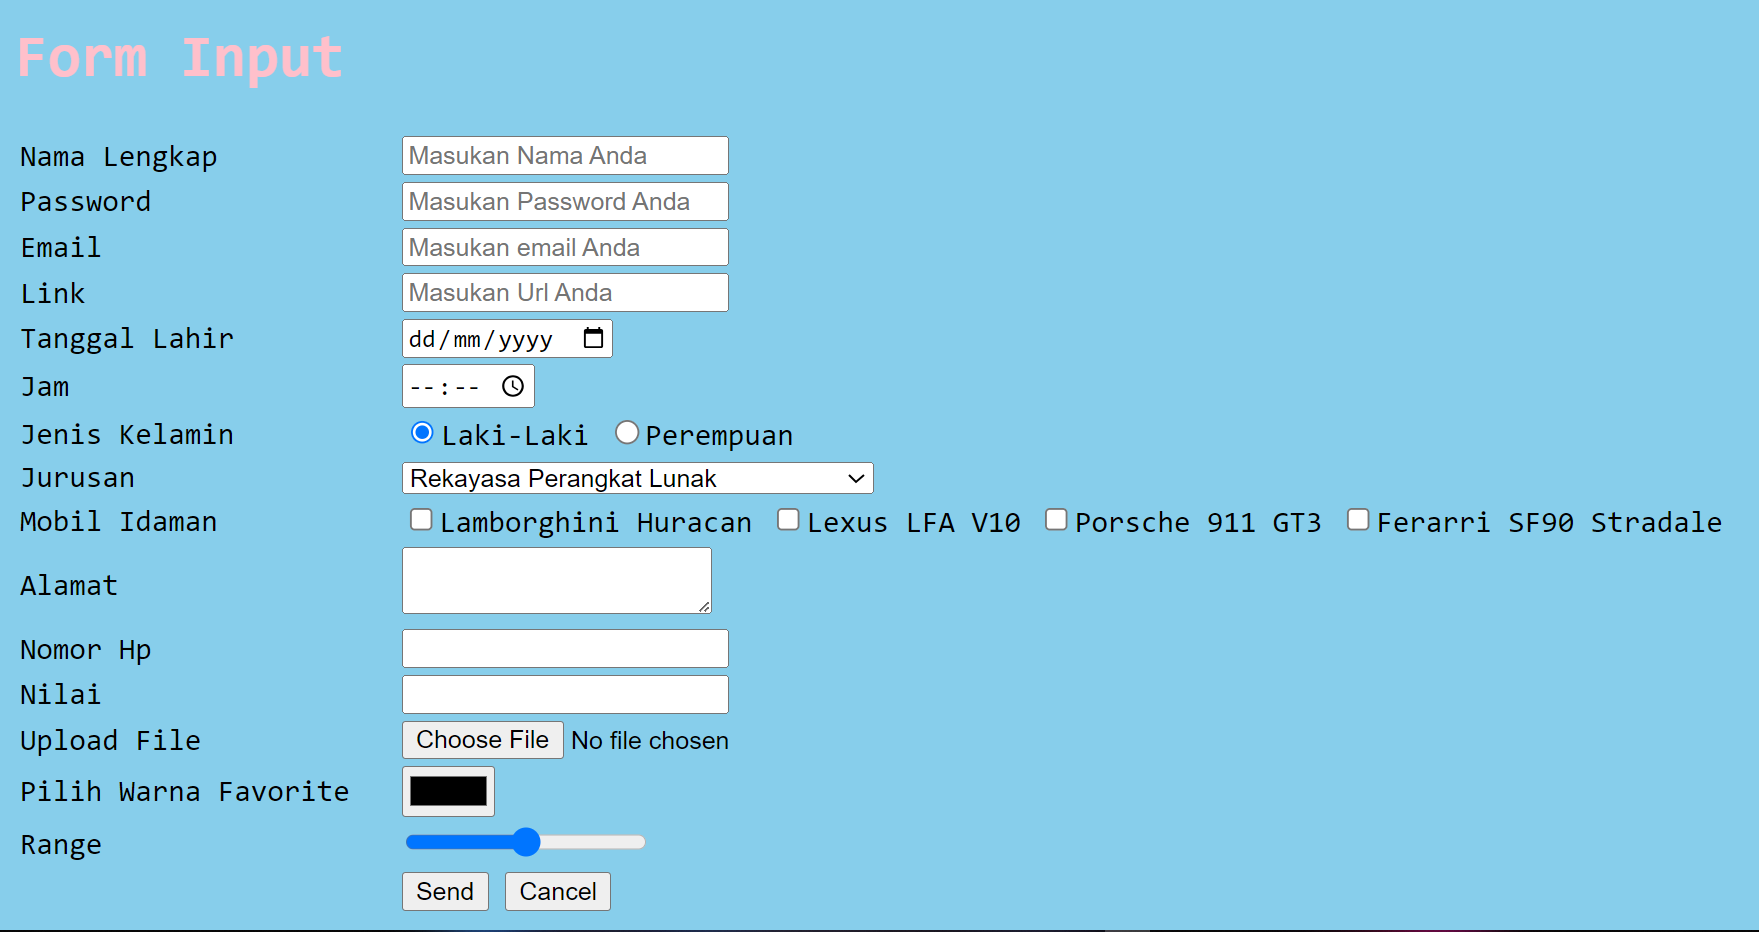 Form Input
Nama Lengkap Masukan Nama Anda
Password Masukan Password Anda
Email Masukan email Anda
Link Masukan Url Anda
Tanggal Lahir dd/mm/yyyy
Jam --:--
Jenis Kelamin Laki-Laki Perempuan
Jurusan Rekayasa Perangkat Lunak
Mobil Idaman Lamborghini Huracan Lexus LFA V10 Porsche 911 GT3 Ferarri SF90 Stradale
Alamat
Nomor Hp
Nilai
Upload File Choose File No file chosen
Pilih Warna Favorite
Range
Send Cancel